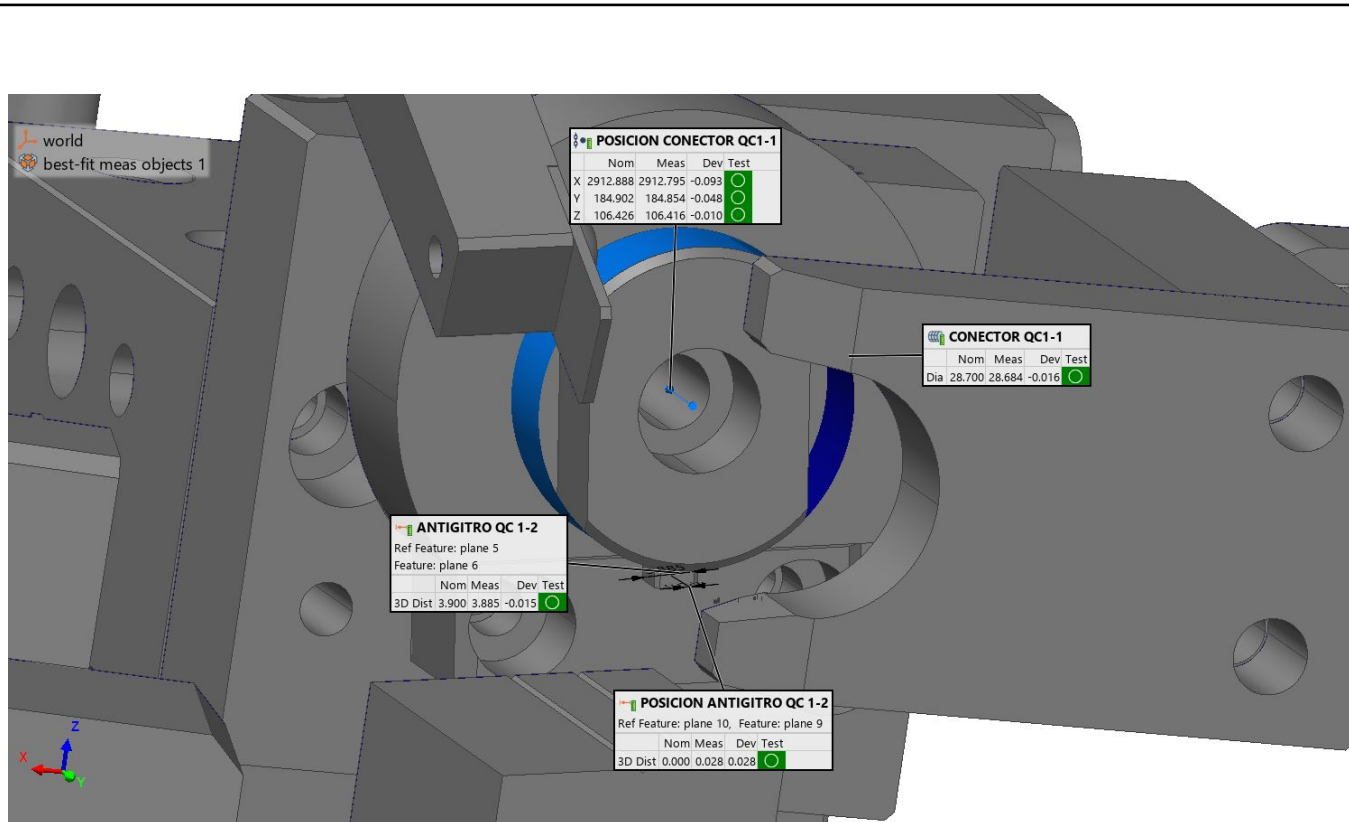 world
best-fit meas objects 1
POSICION CONECTOR QC1-1
Nom Meas Dev Test
X 2912.888 2912.795 -0.093
Y 184.902 184.854 -0.048
Z 106.426 106.416 -0.010
CONECTOR QC1-1
Nom Meas Dev Test
Dia 28.700 28.684 -0.016
ANTIGITRO QC 1-2
Ref Feature: plane 5
Feature: plane 6
Nom Meas Dev Test
3D Dist 3.900 3.885 -0.015
POSICION ANTIGITRO QC 1-2
Ref Feature: plane 10, Feature: plane 9
Nom Meas Dev Test
3D Dist 0.000 0.028 0.028
Z
X
Y